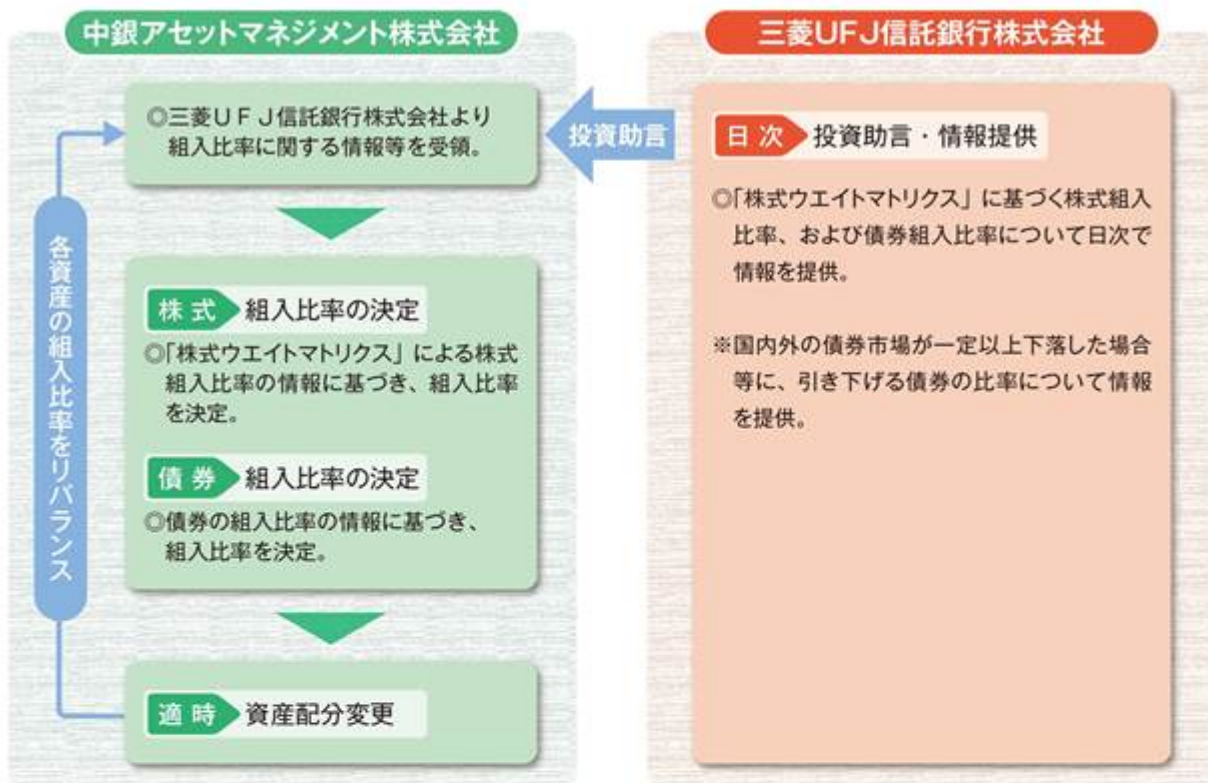 中銀アセットマネジメント株式会社
◎三菱UFJ信託銀行株式会社より
組入比率に関する情報等を受領。
株式 組入比率の決定
◎「株式ウエイトマトリクス」による株式
組入比率の情報に基づき、組入比率
を決定。
債券 組入比率の決定
◎債券の組入比率の情報に基づき、
組入比率を決定。
適時 資産配分変更
各資産の組入比率をリバランス
投資助言
三菱UFJ信託銀行株式会社
日次 投資助言・情報提供
◎「株式ウエイトマトリクス」に基づく株式組入
比率、および債券組入比率について日次で
情報を提供。
※国内外の債券市場が一定以上下落した場合
等に、引き下げる債券の比率について情報
を提供。